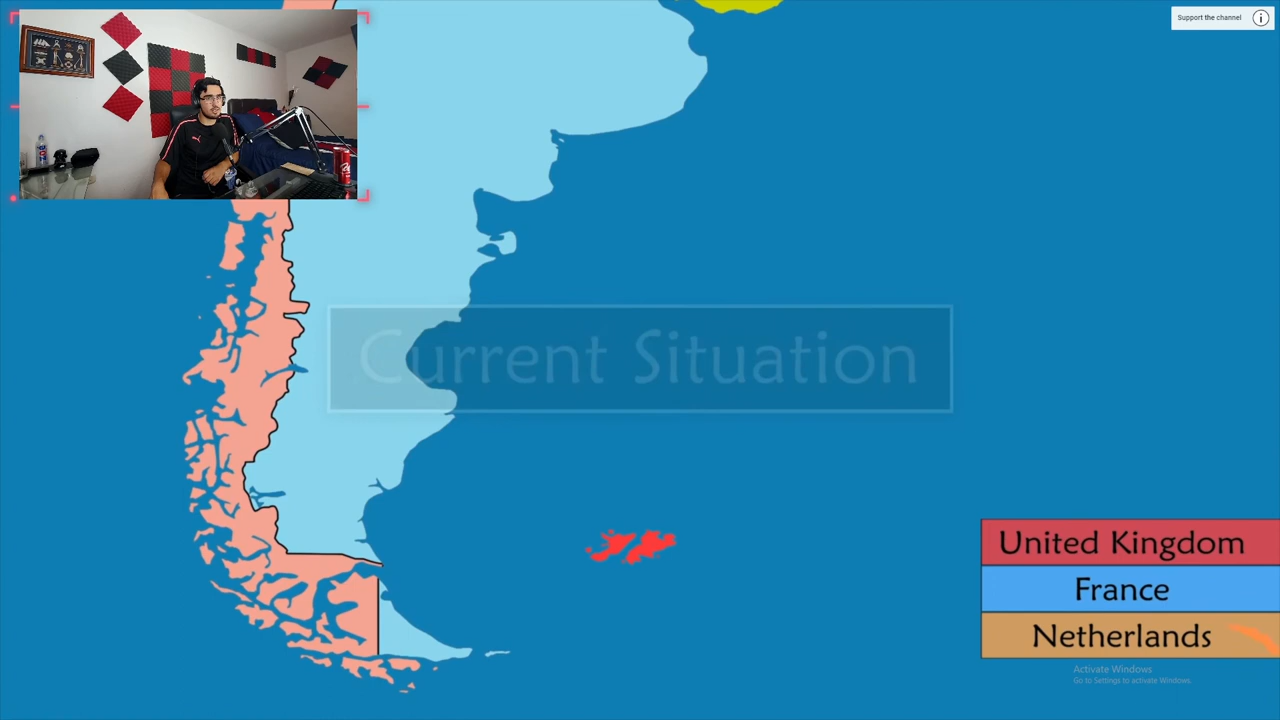 Support the channel
Current Situation
United Kingdom
France
Netherlands
Activate Windows
Go to Settings to activate Windows.